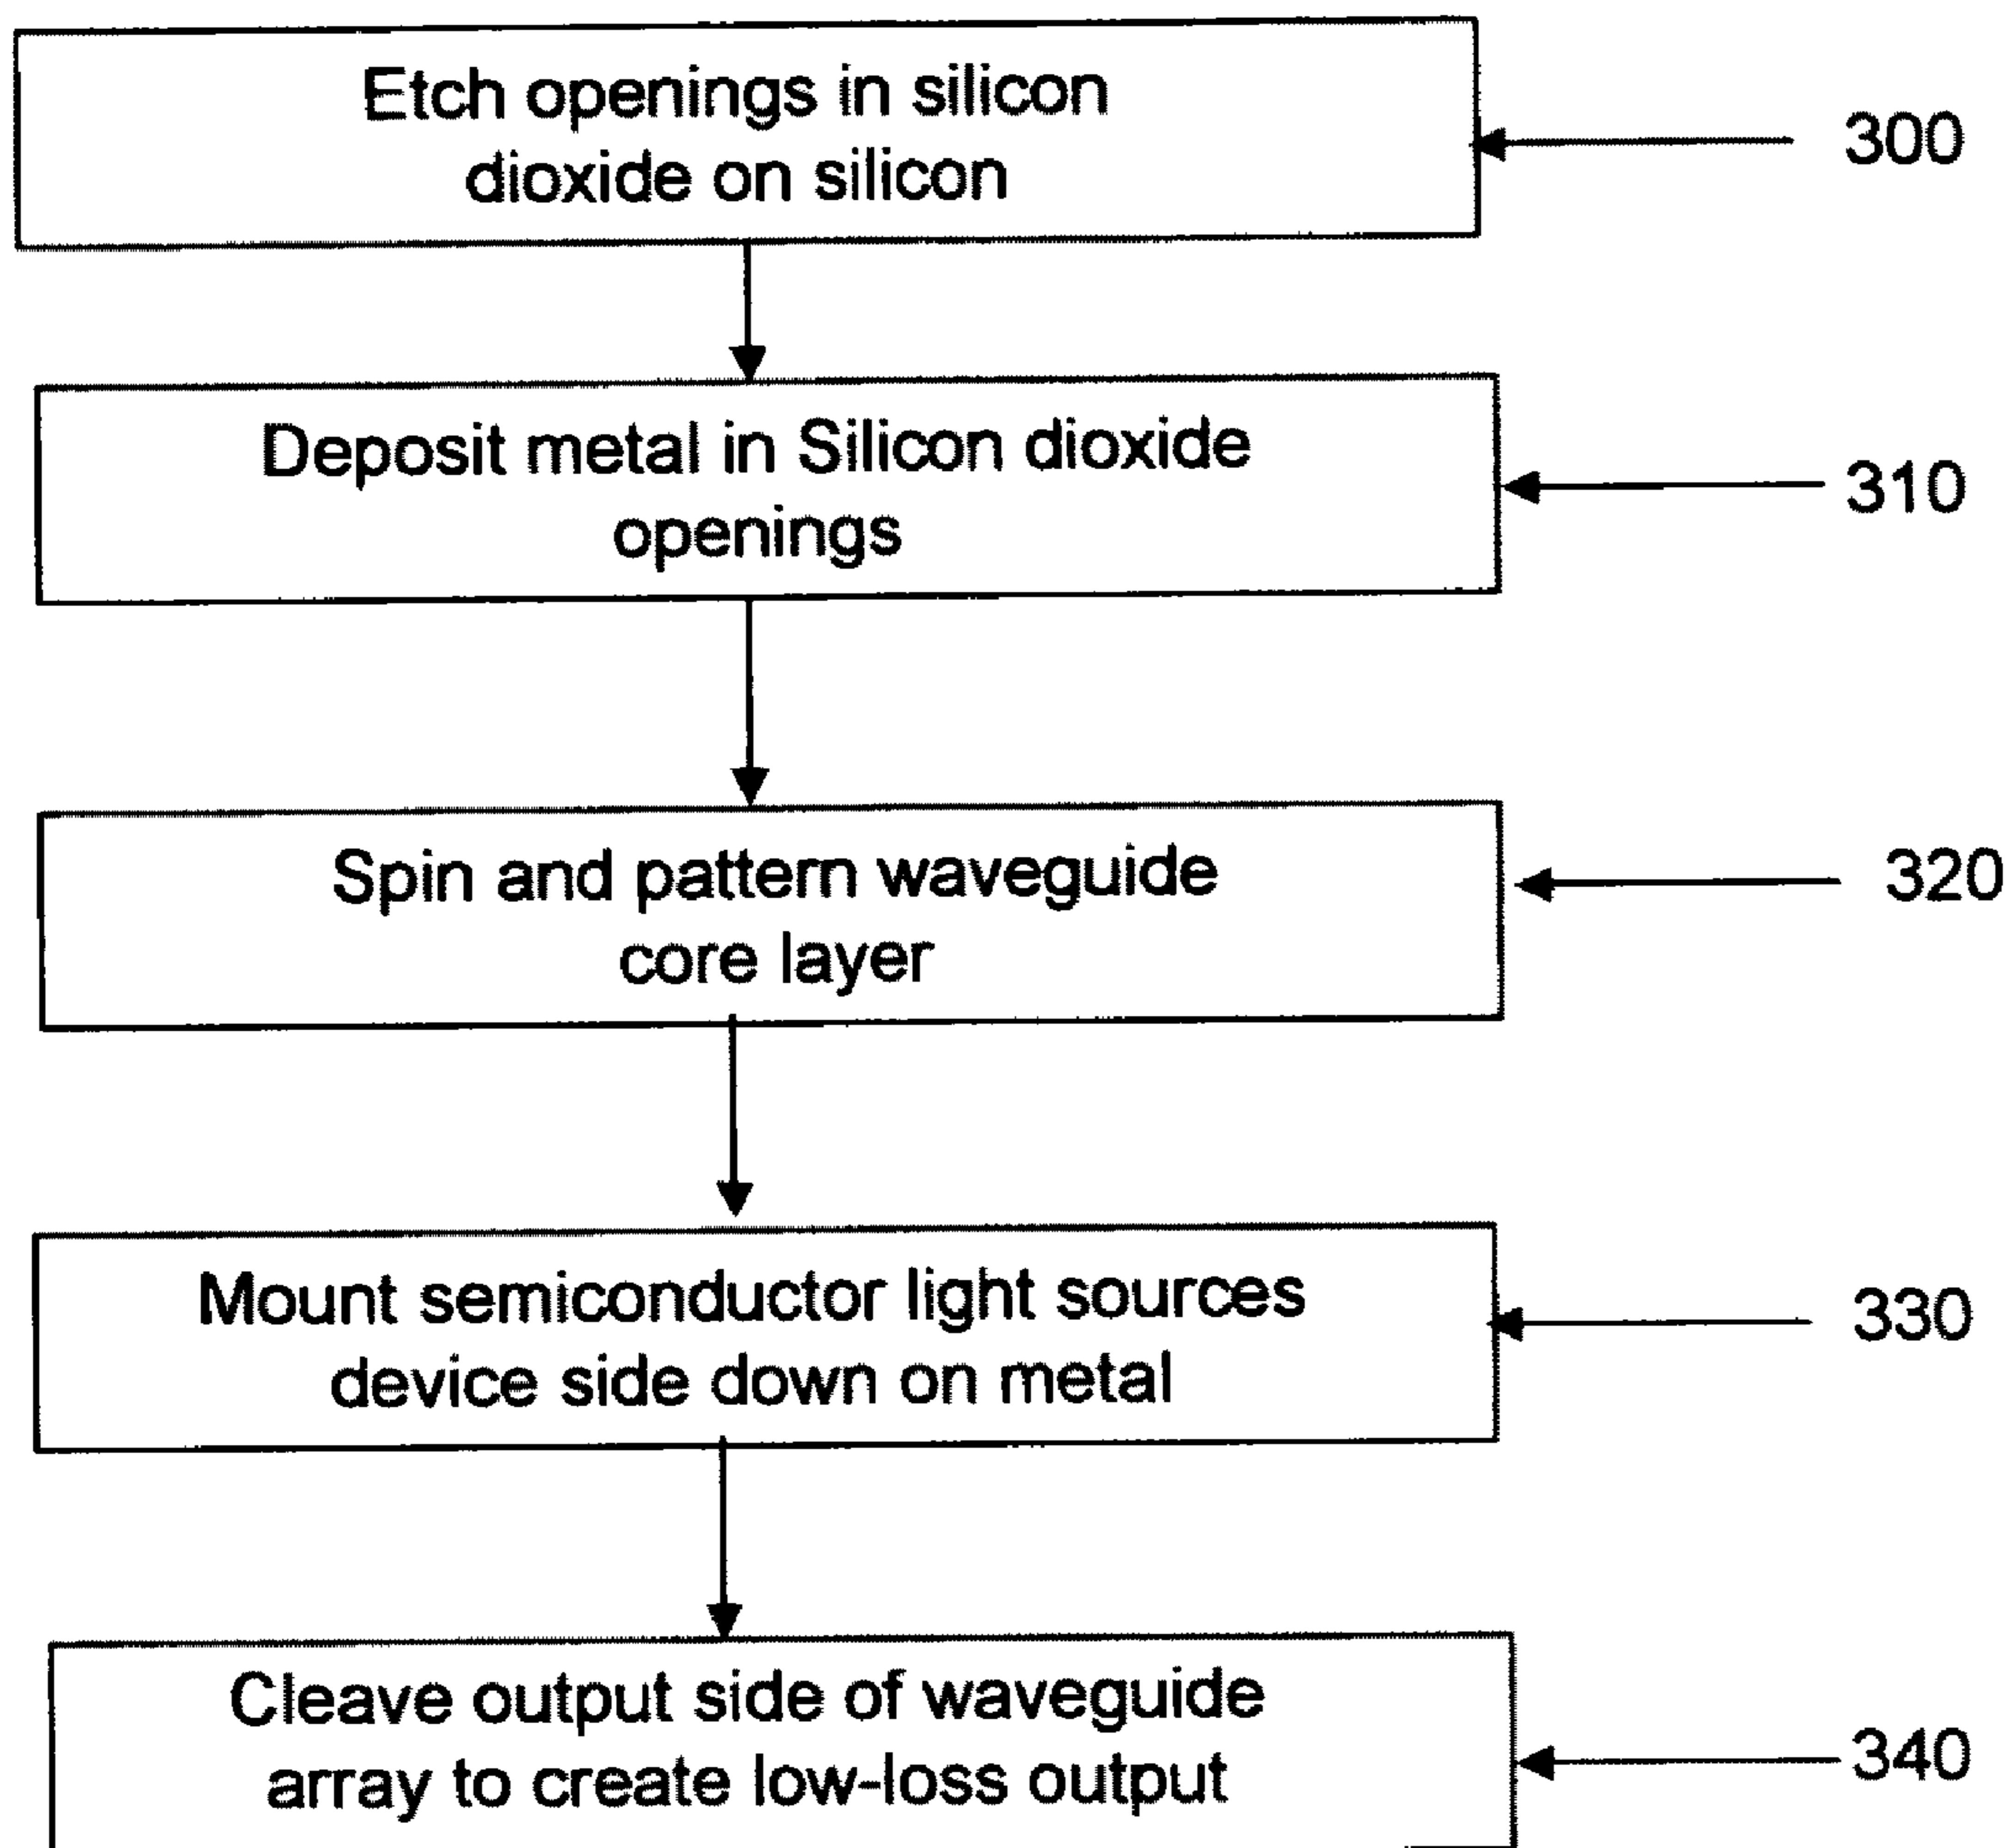 Etch openings in silicon
dioxide on silicon
300
Deposit metal in Silicon dioxide
openings
310
Spin and pattern waveguide
core layer
320
Mount semiconductor light sources
device side down on metal
330
Cleave output side of waveguide
array to create low-loss output
340